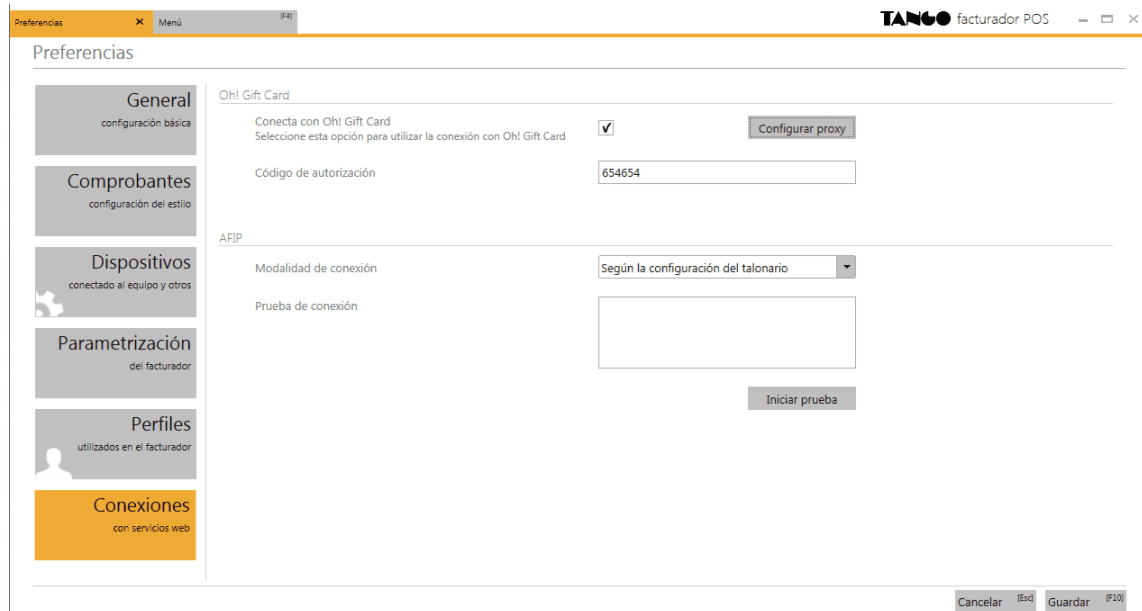 Preferencias × Menú [F4] TANGO facturador POS
Preferencias
General
configuración básica
Comprobantes
configuración del estilo
Dispositivos
conectado al equipo y otros
Parametrización
del facturador
Perfiles
utilizados en el facturador
Conexiones
con servicios web
Oh! Gift Card
Conecta con Oh! Gift Card
Seleccione esta opción para utilizar la conexión con Oh! Gift Card
Configurar proxy
Código de autorización 654654
AFIP
Modalidad de conexión Según la configuración del talonario
Prueba de conexión
Iniciar prueba
Cancelar [Esc] Guardar [F10]